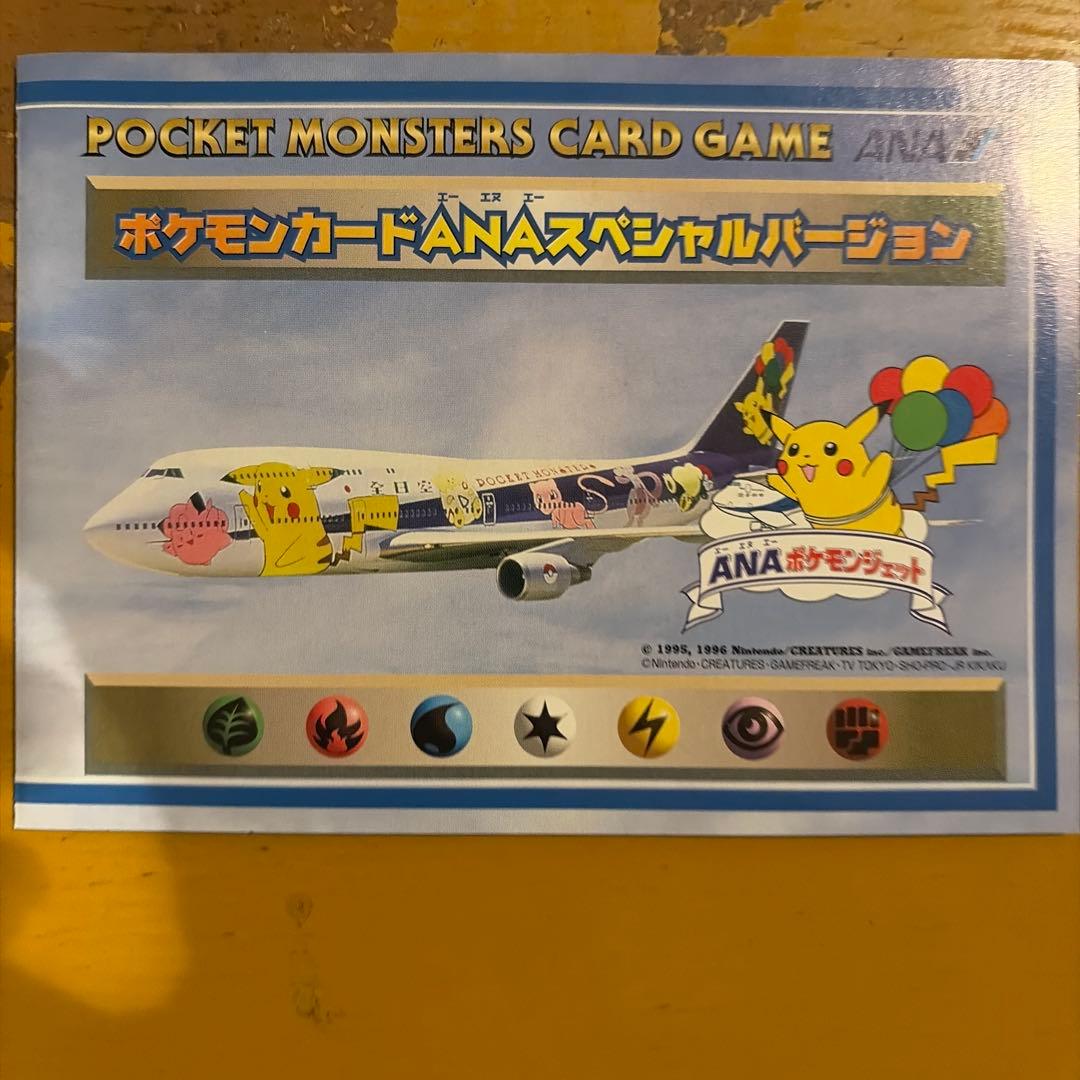 POCKET MONSTERS CARD GAME ANA
エー エヌ エー
ポケモンカードANAスペシャルバージョン
全日空 POCKET MONSTERS
エー エヌ エー
ANAポケモンジェット
© 1995, 1996 Nintendo/CREATURES inc./GAMEFREAK inc.
©Nintendo・CREATURES・GAMEFREAK・TV TOKYO・SHO-PRO・JR KIKAKU